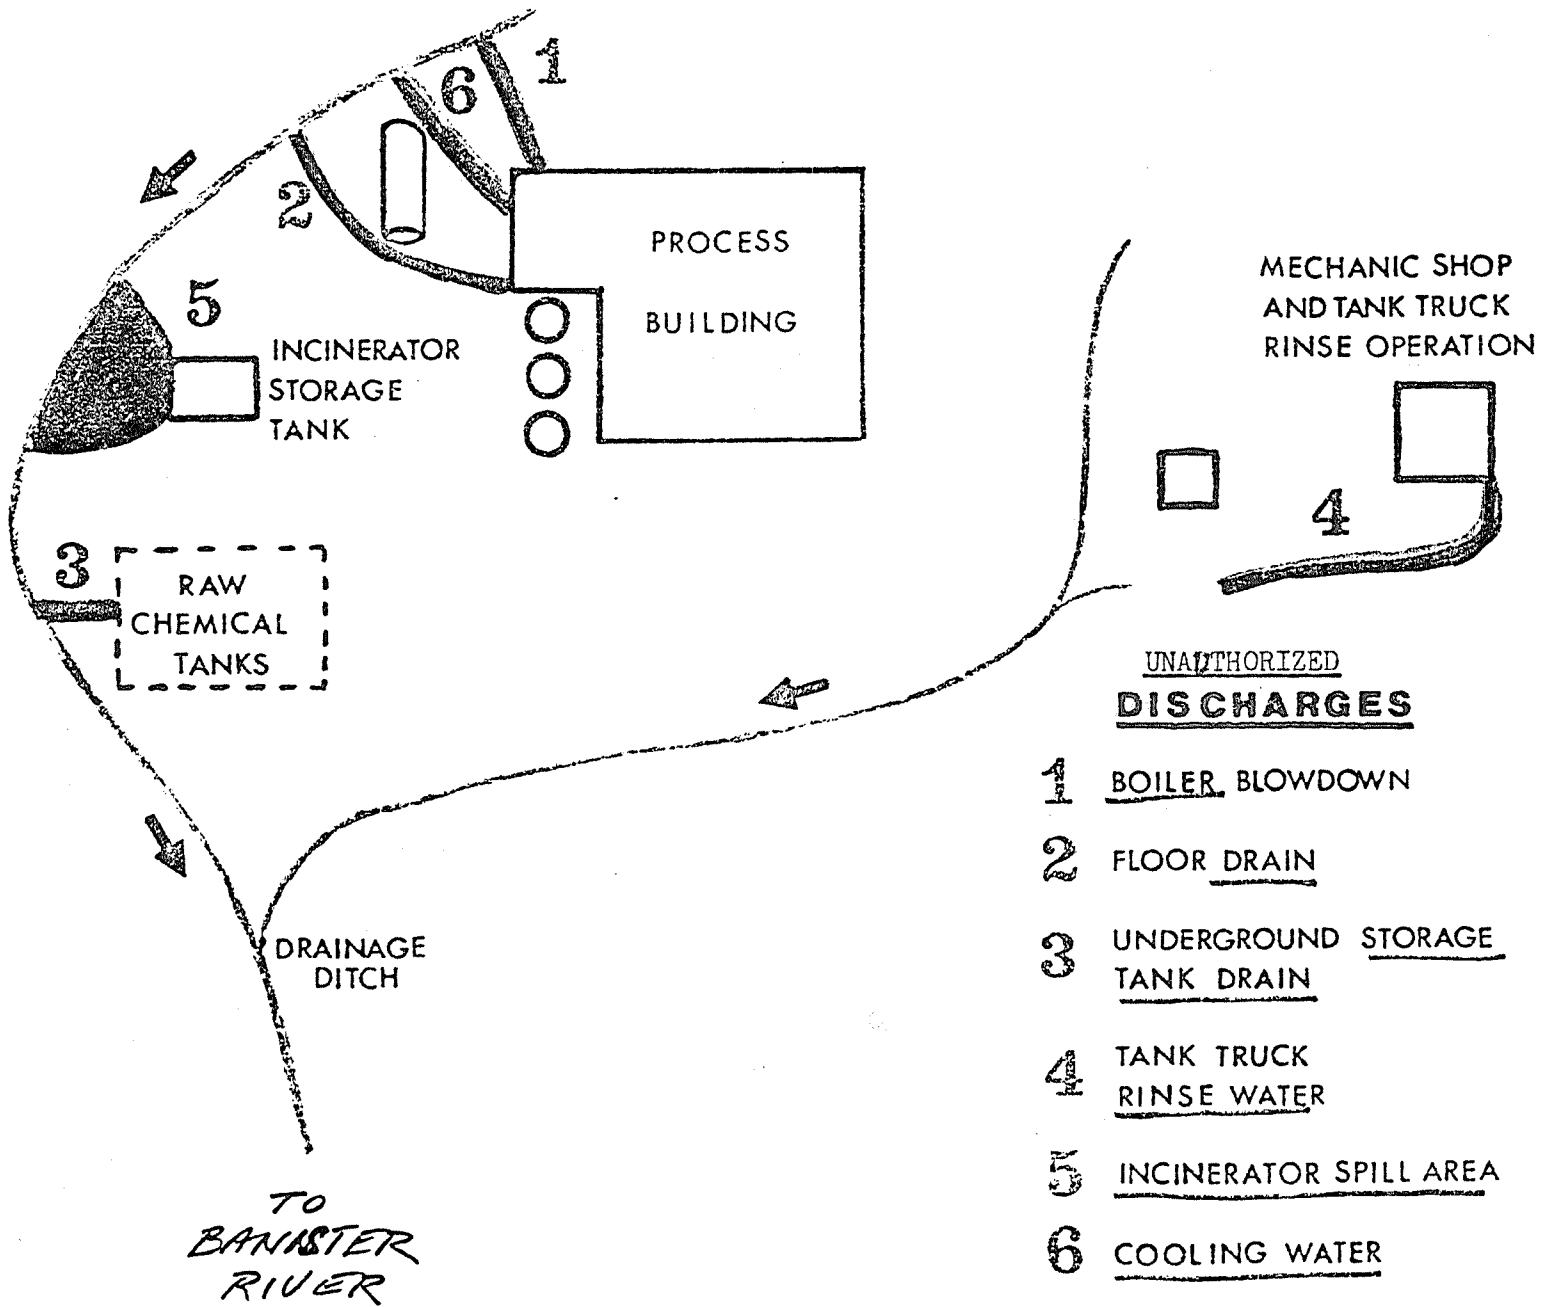 1
6
2
PROCESS
BUILDING
MECHANIC SHOP
AND TANK TRUCK
RINSE OPERATION
5
INCINERATOR
STORAGE
TANK
4
3
RAW
CHEMICAL
TANKS
DRAINAGE
DITCH
TO
BANISTER
RIVER
UNAUTHORIZED
DISCHARGES
1 BOILER BLOWDOWN
2 FLOOR DRAIN
3 UNDERGROUND STORAGE
TANK DRAIN
4 TANK TRUCK
RINSE WATER
5 INCINERATOR SPILL AREA
6 COOLING WATER